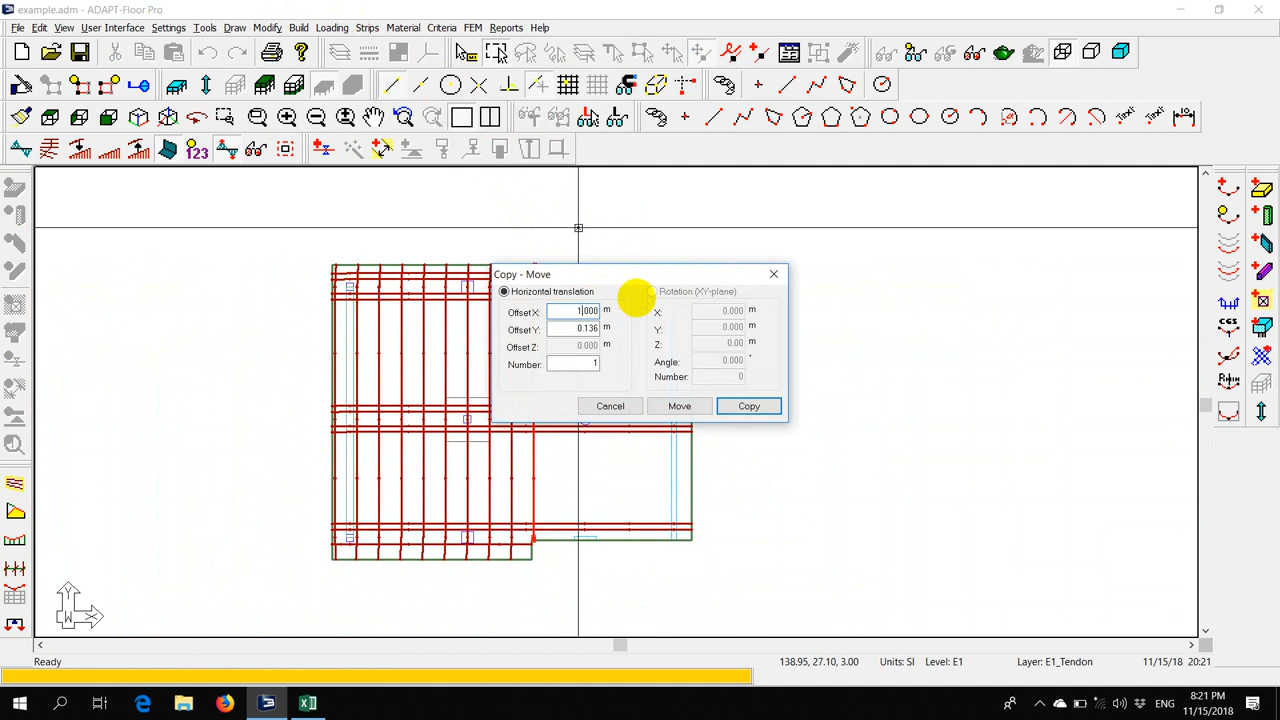 example.adm - ADAPT-Floor Pro
File Edit View User Interface Settings Tools Draw Modify Build Loading Strips Material Criteria FEM Reports Help
123
Copy - Move
Horizontal translation
Rotation (XY-plane)
Offset X: 1.000 m
X: 0.000 m
Offset Y: 0.136 m
Y: 0.000 m
Offset Z: 0.000 m
Z: 0.00 m
Number: 1
Angle: 0.000 °
Number: 0
Cancel Move Copy
Y
W X
Ready 138.95, 27.10, 3.00 Units: SI Level: E1 Layer: E1_Tendon 11/15/18 20:21
ENG 8:21 PM
11/15/2018